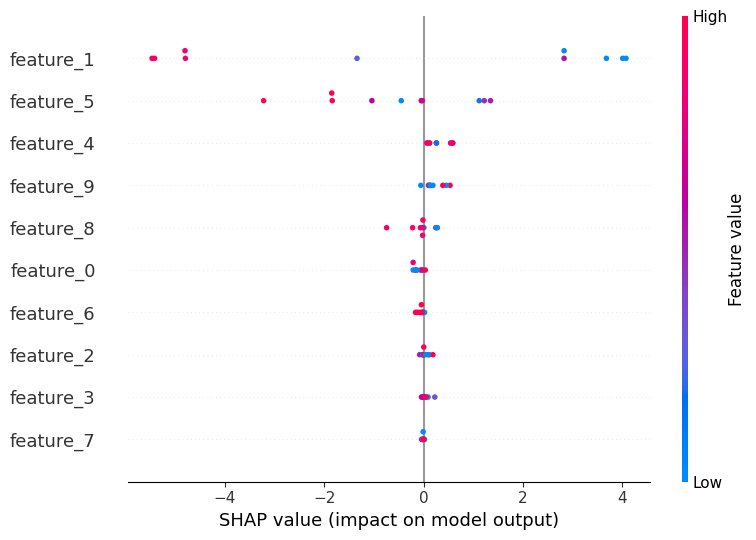 High
feature_1
feature_5
feature_4
feature_9
feature_8
feature_0
feature_6
feature_2
feature_3
feature_7
Feature value
Low
−4 −2 0 2 4
SHAP value (impact on model output)